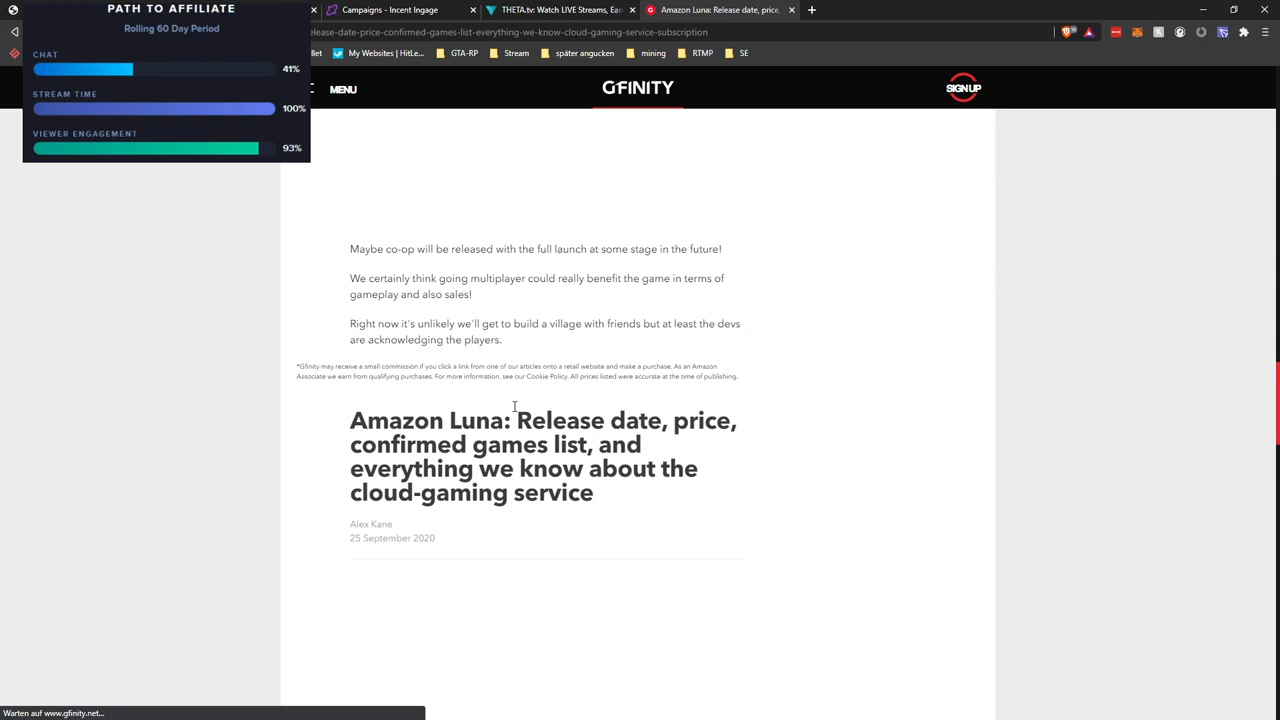 PATH TO AFFILIATE
Rolling 60 Day Period
CHAT
41%
STREAM TIME
100%
VIEWER ENGAGEMENT
93%
Campaigns - Incent Ingage
THETA.tv: Watch LIVE Streams, Ear
Amazon Luna: Release date, price,
elease-date-price-confirmed-games-list-everything-we-know-cloud-gaming-service-subscription
llet
My Websites | HitLe...
GTA-RP
Stream
später angucken
mining
RTMP
SE
MENU
GFINITY
SIGN UP
Maybe co-op will be released with the full launch at some stage in the future!
We certainly think going multiplayer could really benefit the game in terms of
gameplay and also sales!
Right now it's unlikely we'll get to build a village with friends but at least the devs
are acknowledging the players.
*Gfinity may receive a small commission if you click a link from one of our articles onto a retail website and make a purchase. As an Amazon
Associate we earn from qualifying purchases. For more information, see our Cookie Policy. All prices listed were accurate at the time of publishing.
Amazon Luna: Release date, price,
confirmed games list, and
everything we know about the
cloud-gaming service
Alex Kane
25 September 2020
Warten auf www.gfinity.net...